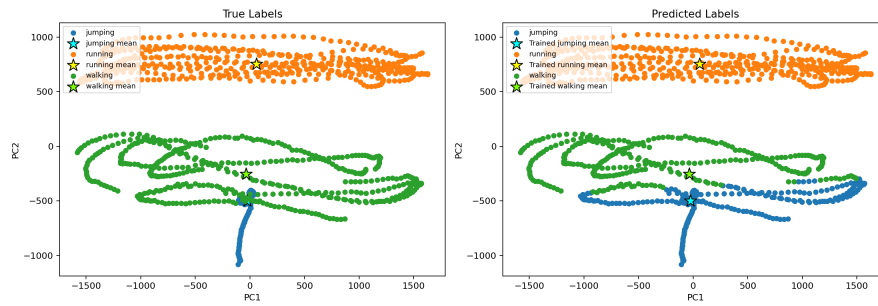 True Labels
jumping
jumping mean
running
running mean
walking
walking mean
1000
500
0
−500
−1000
PC2
−1500
−1000
−500
0
500
1000
1500
PC1
Predicted Labels
jumping
Trained jumping mean
running
Trained running mean
walking
Trained walking mean
1000
500
0
−500
−1000
PC2
−1500
−1000
−500
0
500
1000
1500
PC1